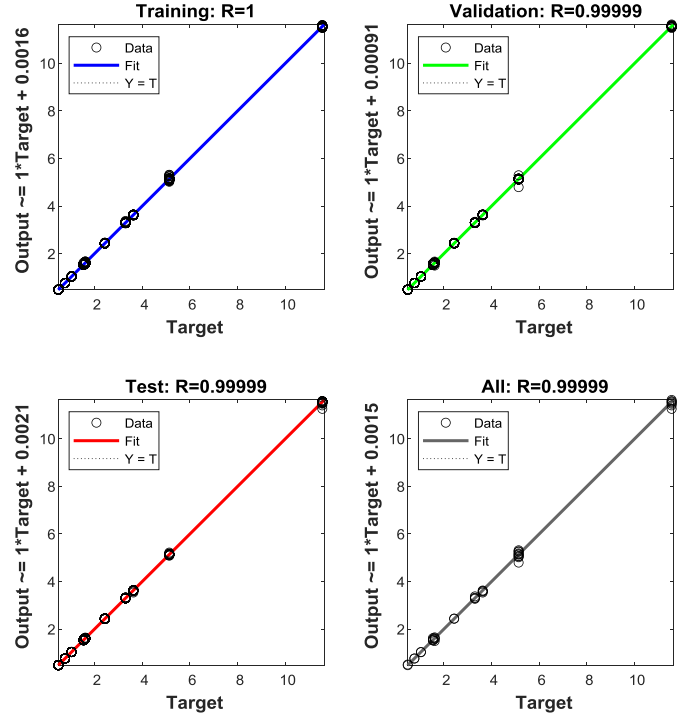 Training: R=1
Output ~= 1*Target + 0.0016
Data
Fit
Y = T
10
8
6
4
2
2 4 6 8 10
Target
Validation: R=0.99999
Output ~= 1*Target + 0.00091
Data
Fit
Y = T
10
8
6
4
2
2 4 6 8 10
Target
Test: R=0.99999
Output ~= 1*Target + 0.0021
Data
Fit
Y = T
10
8
6
4
2
2 4 6 8 10
Target
All: R=0.99999
Output ~= 1*Target + 0.0015
Data
Fit
Y = T
10
8
6
4
2
2 4 6 8 10
Target